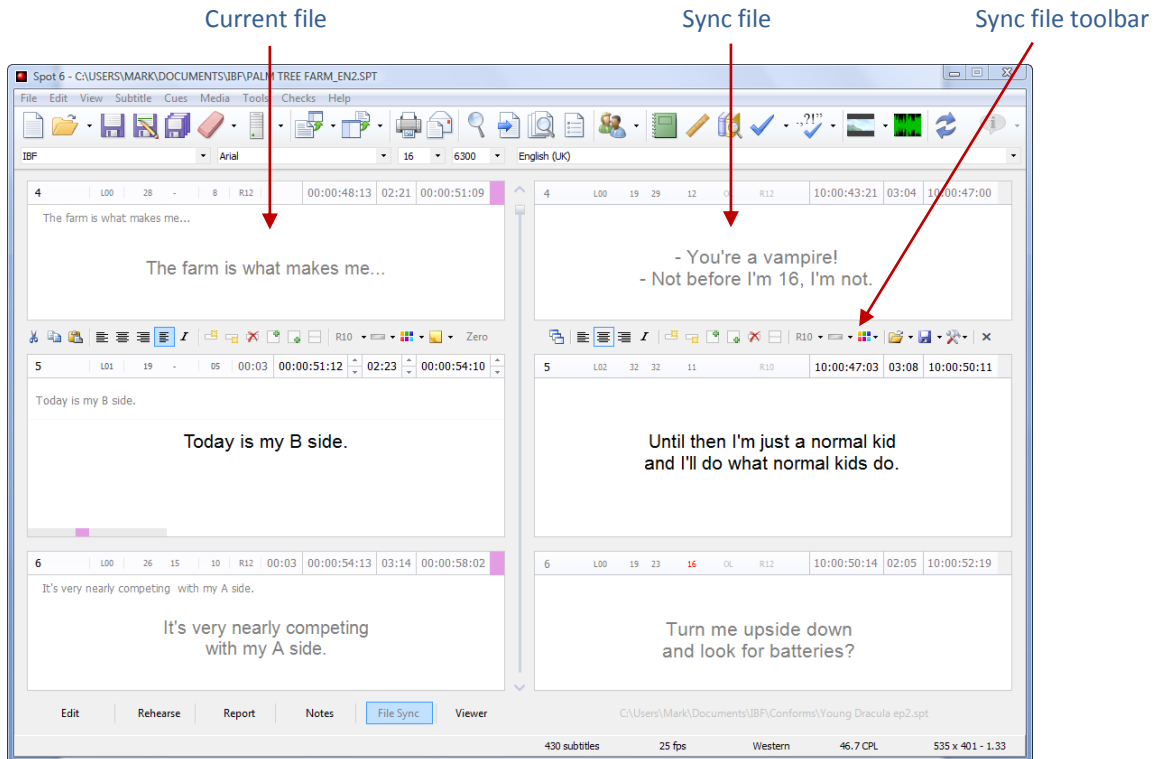 Current file
Sync file
Sync file toolbar
Spot 6 - C:\USERS\MARK\DOCUMENTS\IBF\PALM TREE FARM_EN2.SPT
File Edit View Subtitle Cues Media Tools Checks Help
IBF Arial 16 6300 English (UK)
4 L00 28 - 8 R12 00:00:48:13 02:21 00:00:51:09
The farm is what makes me...
The farm is what makes me...
4 L00 19 29 12 OL R12 10:00:43:21 03:04 10:00:47:00
- You're a vampire!
- Not before I'm 16, I'm not.
I R10 Zero
I R10
5 L01 19 - 05 00:03 00:00:51:12 02:23 00:00:54:10
Today is my B side.
Today is my B side.
5 L02 32 32 11 R10 10:00:47:03 03:08 10:00:50:11
Until then I'm just a normal kid
and I'll do what normal kids do.
6 L00 26 15 10 R12 00:03 00:00:54:13 03:14 00:00:58:02
It's very nearly competing with my A side.
It's very nearly competing
with my A side.
6 L00 19 23 16 OL R12 10:00:50:14 02:05 10:00:52:19
Turn me upside down
and look for batteries?
Edit Rehearse Report Notes File Sync Viewer
C:\Users\Mark\Documents\IBF\Conforms\Young Dracula ep2.spt
430 subtitles 25 fps Western 46.7 CPL 535 x 401 - 1.33